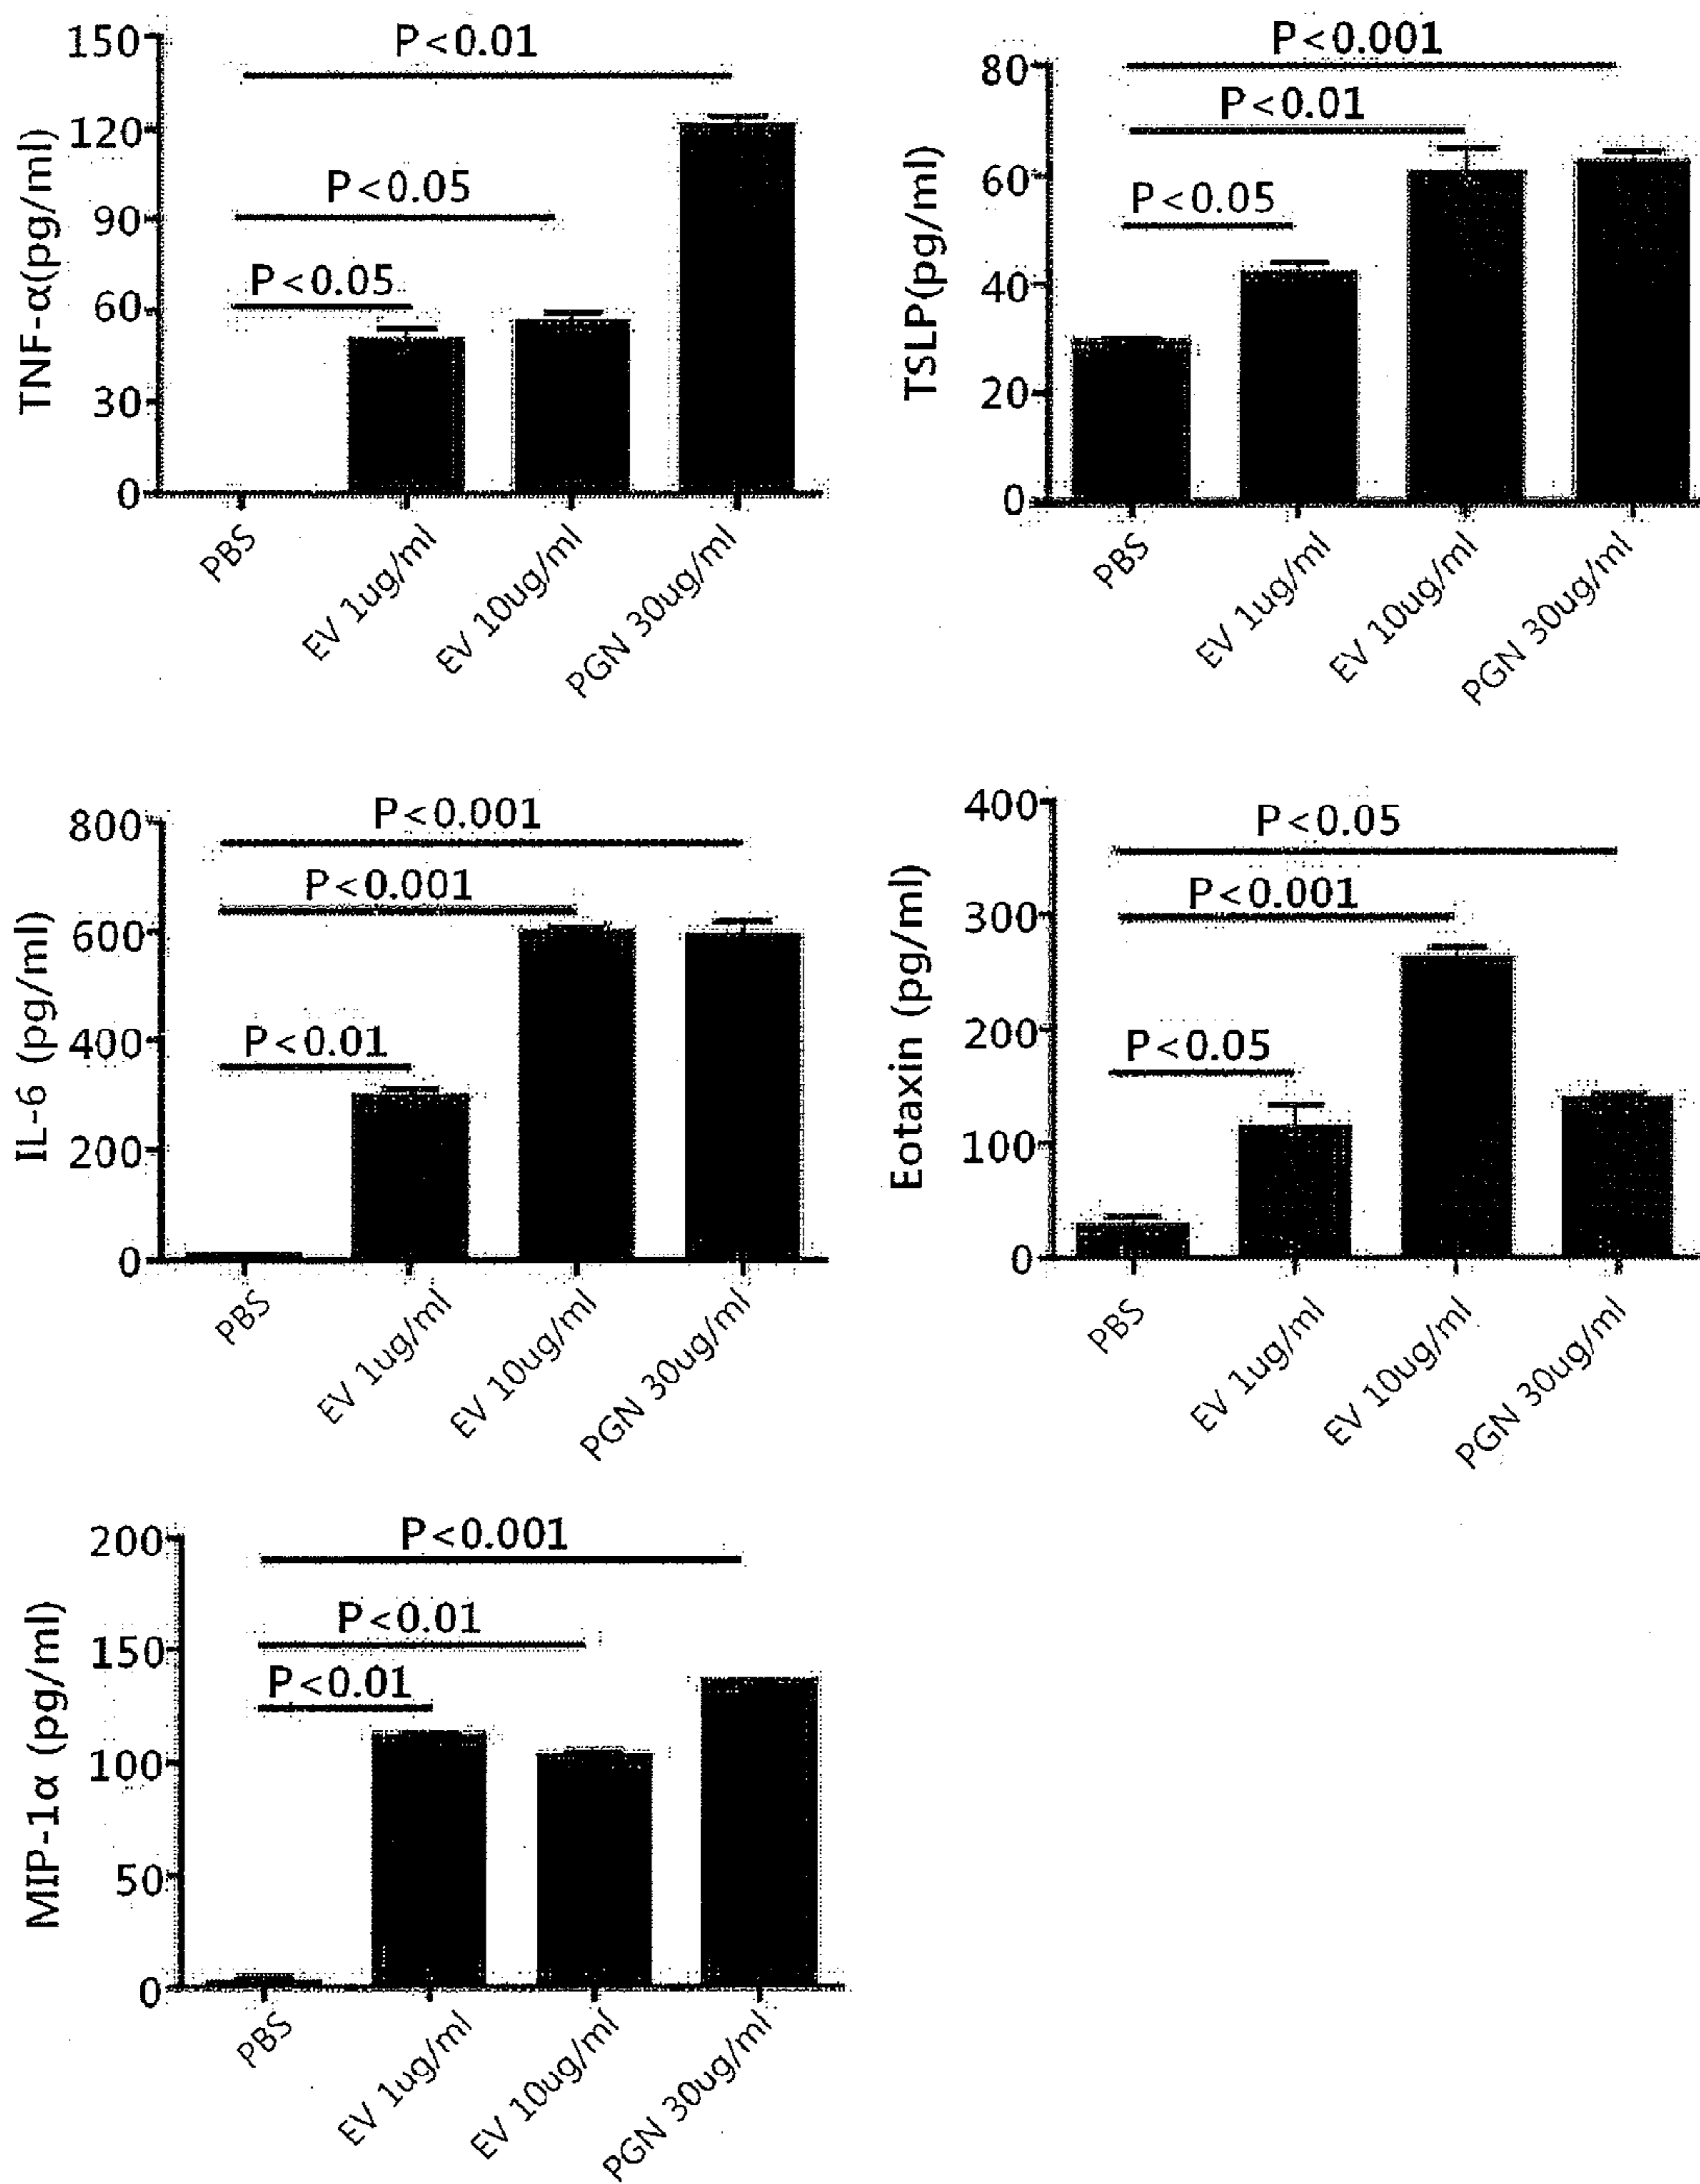 TNF-α(pg/ml)
150
120
90
60
30
0
P<0.01
P<0.05
P<0.05
PBS
EV 1ug/ml
EV 10ug/ml
PGN 30ug/ml
TSLP(pg/ml)
80
60
40
20
0
P<0.001
P<0.01
P<0.05
PBS
EV 1ug/ml
EV 10ug/ml
PGN 30ug/ml
IL-6 (pg/ml)
800
600
400
200
0
P<0.001
P<0.001
P<0.01
PBS
EV 1ug/ml
EV 10ug/ml
PGN 30ug/ml
Eotaxin (pg/ml)
400
300
200
100
0
P<0.05
P<0.001
P<0.05
PBS
EV 1ug/ml
EV 10ug/ml
PGN 30ug/ml
MIP-1α (pg/ml)
200
150
100
50
0
P<0.001
P<0.01
P<0.01
PBS
EV 1ug/ml
EV 10ug/ml
PGN 30ug/ml